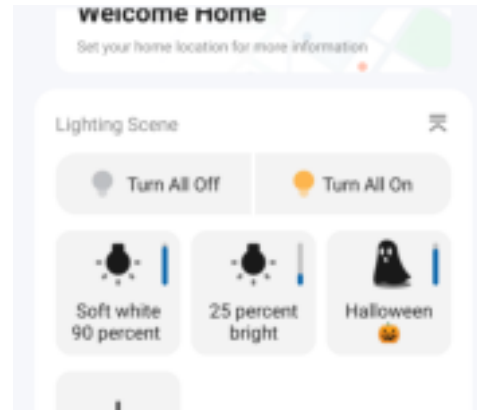 Welcome Home
Set your home location for more information
Lighting Scene
Turn All Off
Turn All On
Soft white
90 percent
25 percent
bright
Halloween
🎃